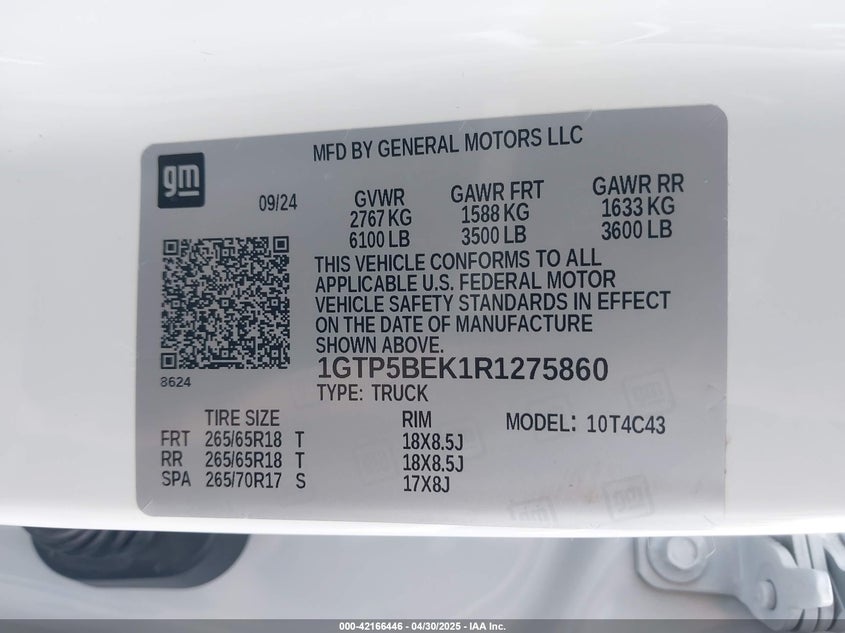 MFD BY GENERAL MOTORS LLC
gm
09/24
GVWR GAWR FRT GAWR RR
2767 KG 1588 KG 1633 KG
6100 LB 3500 LB 3600 LB
THIS VEHICLE CONFORMS TO ALL
APPLICABLE U.S. FEDERAL MOTOR
VEHICLE SAFETY STANDARDS IN EFFECT
ON THE DATE OF MANUFACTURE
SHOWN ABOVE.
8624
1GTP5BEK1R1275860
TYPE: TRUCK
TIRE SIZE RIM MODEL: 10T4C43
FRT 265/65R18 T 18X8.5J
RR 265/65R18 T 18X8.5J
SPA 265/70R17 S 17X8J
gm
gm
000-42166446 - 04/30/2025 - IAA Inc.